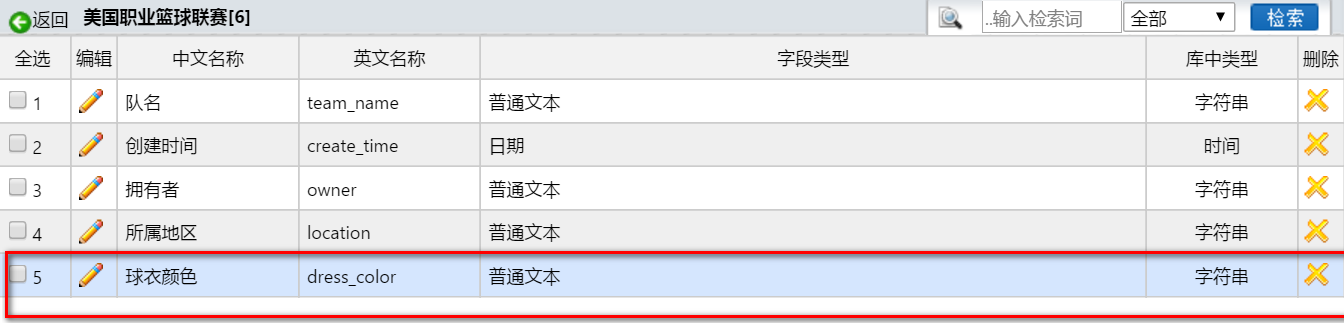 返回 美国职业篮球联赛[6] ..输入检索词 全部 检索
全选 编辑 中文名称 英文名称 字段类型 库中类型 删除
1 队名 team_name 普通文本 字符串
2 创建时间 create_time 日期 时间
3 拥有者 owner 普通文本 字符串
4 所属地区 location 普通文本 字符串
5 球衣颜色 dress_color 普通文本 字符串